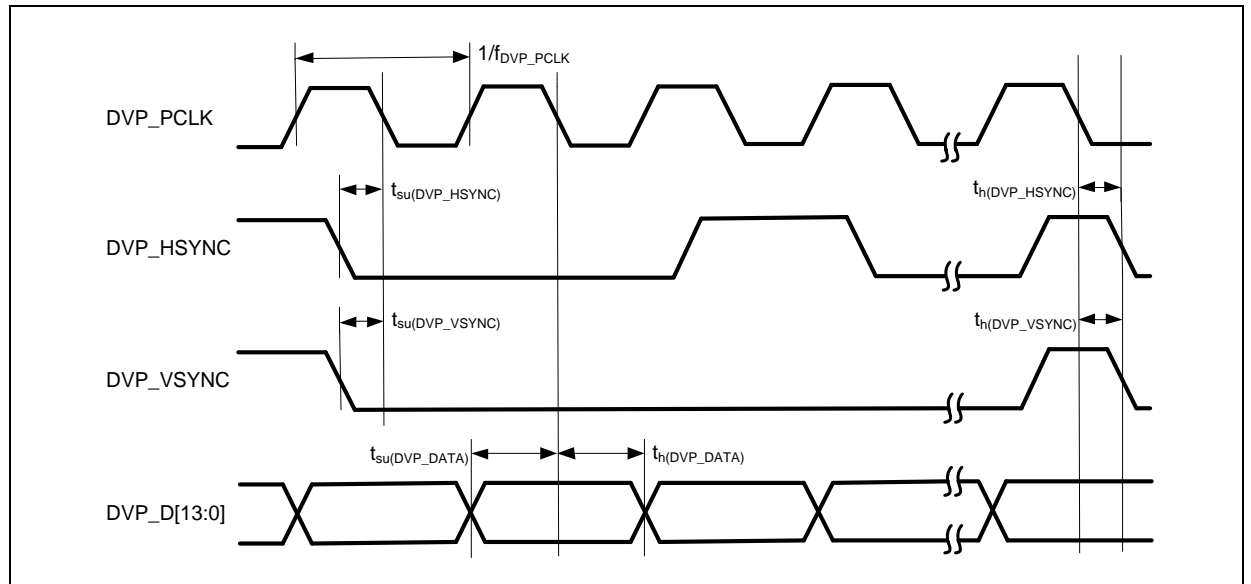 1/fDVP_PCLK
DVP_PCLK
tsu(DVP_HSYNC)
th(DVP_HSYNC)
DVP_HSYNC
tsu(DVP_VSYNC)
th(DVP_VSYNC)
DVP_VSYNC
tsu(DVP_DATA)
th(DVP_DATA)
DVP_D[13:0]